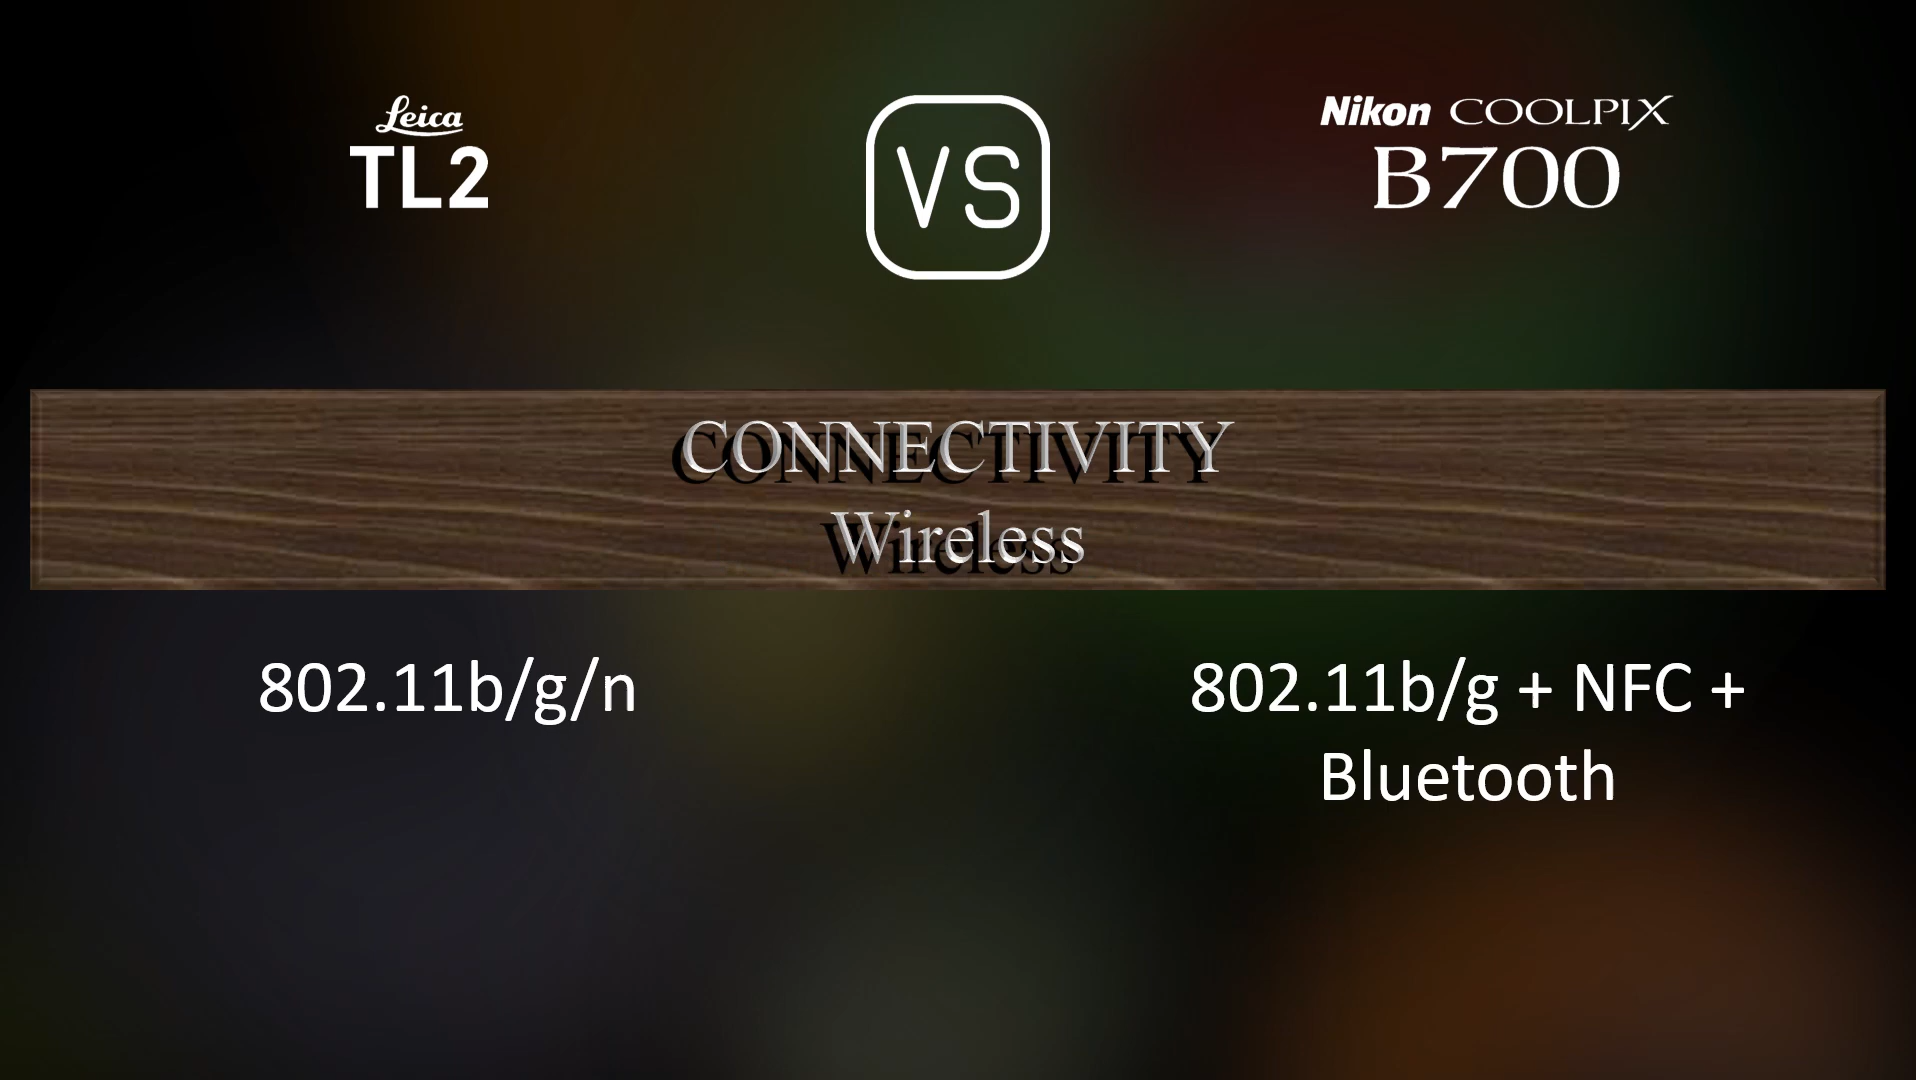 Leica
TL2
VS
Nikon COOLPIX
B700
CONNECTIVITY
Wireless
802.11b/g/n
802.11b/g + NFC +
Bluetooth